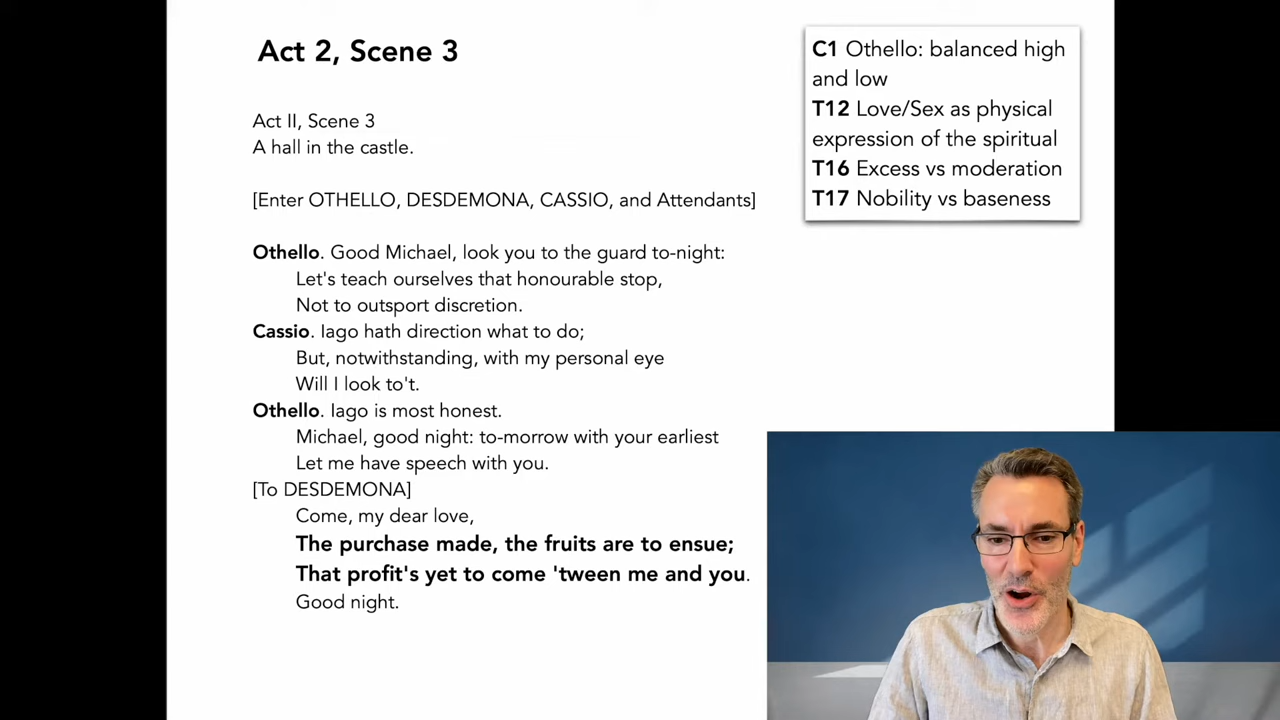 Act 2, Scene 3
Act II, Scene 3
A hall in the castle.
[Enter OTHELLO, DESDEMONA, CASSIO, and Attendants]
Othello. Good Michael, look you to the guard to-night:
Let's teach ourselves that honourable stop,
Not to outsport discretion.
Cassio. Iago hath direction what to do;
But, notwithstanding, with my personal eye
Will I look to't.
Othello. Iago is most honest.
Michael, good night: to-morrow with your earliest
Let me have speech with you.
[To DESDEMONA]
Come, my dear love,
The purchase made, the fruits are to ensue;
That profit's yet to come 'tween me and you.
Good night.
C1 Othello: balanced high
and low
T12 Love/Sex as physical
expression of the spiritual
T16 Excess vs moderation
T17 Nobility vs baseness